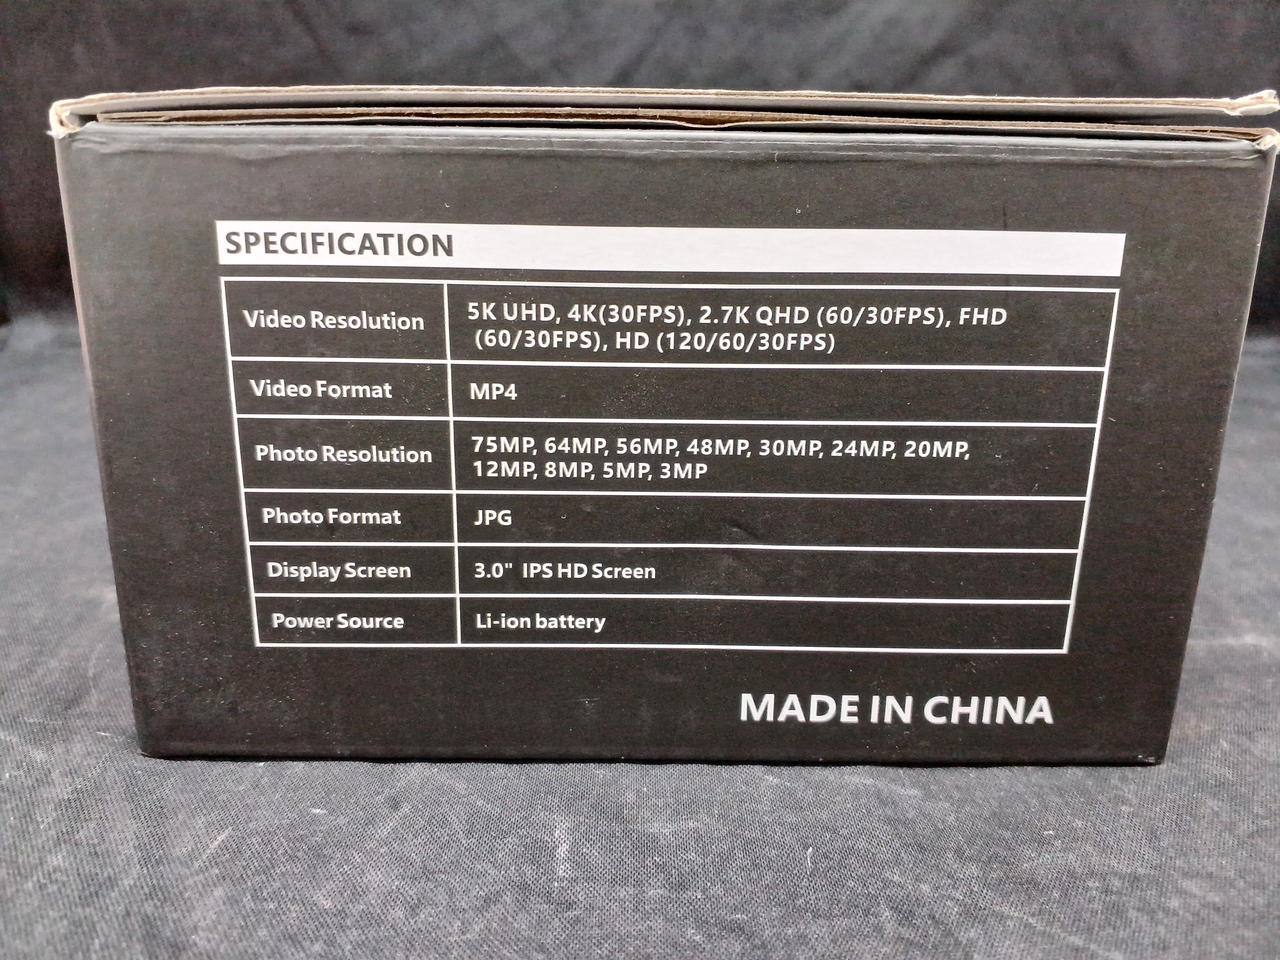 SPECIFICATION
Video Resolution
5K UHD, 4K(30FPS), 2.7K QHD (60/30FPS), FHD
(60/30FPS), HD (120/60/30FPS)
Video Format
MP4
Photo Resolution
75MP, 64MP, 56MP, 48MP, 30MP, 24MP, 20MP,
12MP, 8MP, 5MP, 3MP
Photo Format
JPG
Display Screen
3.0" IPS HD Screen
Power Source
Li-ion battery
MADE IN CHINA